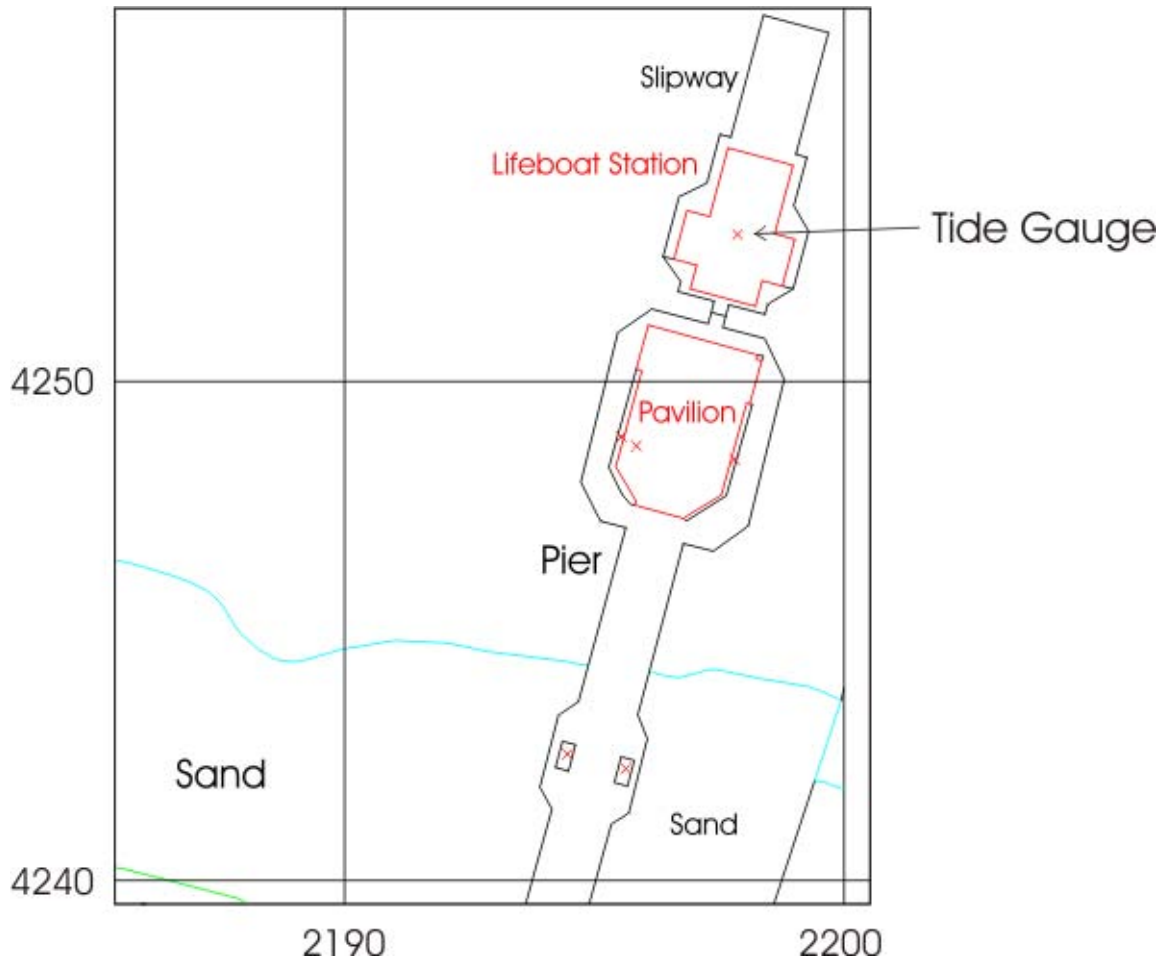 Slipway
Lifeboat Station
Tide Gauge
4250
Pavilion
Pier
Sand
Sand
4240
2190
2200